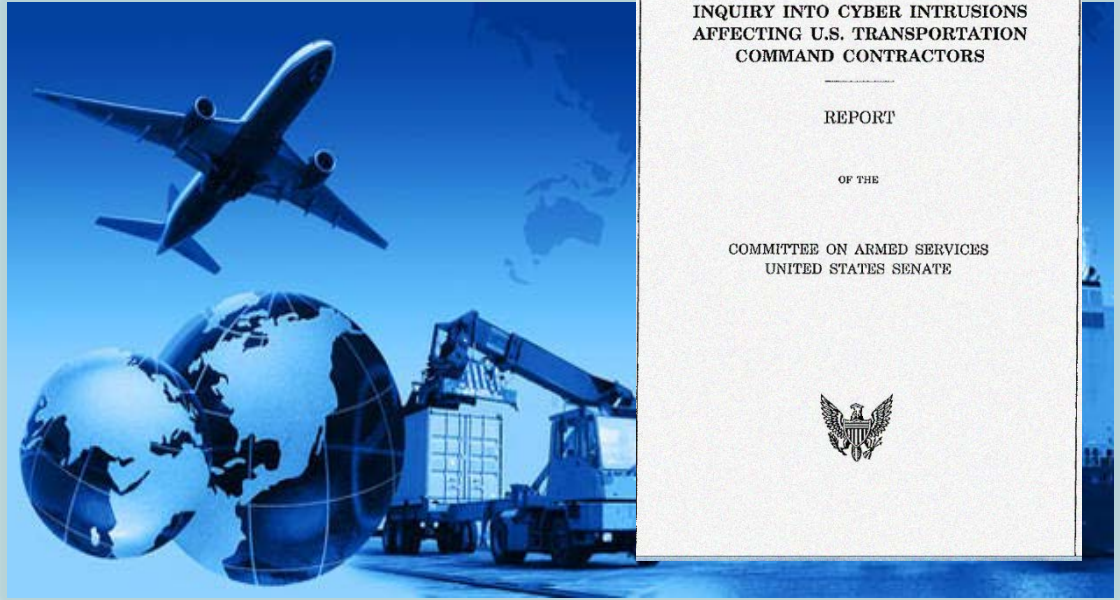 INQUIRY INTO CYBER INTRUSIONS
AFFECTING U.S. TRANSPORTATION
COMMAND CONTRACTORS
REPORT
OF THE
COMMITTEE ON ARMED SERVICES
UNITED STATES SENATE